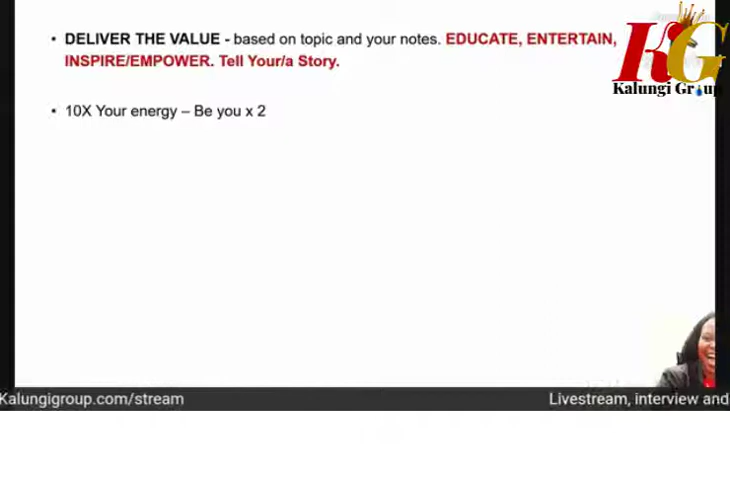 • DELIVER THE VALUE - based on topic and your notes. EDUCATE, ENTERTAIN,
INSPIRE/EMPOWER. Tell Your/a Story.
• 10X Your energy – Be you x 2
KG
Kalungi Group
Kalungigroup.com/stream
Livestream, interview and